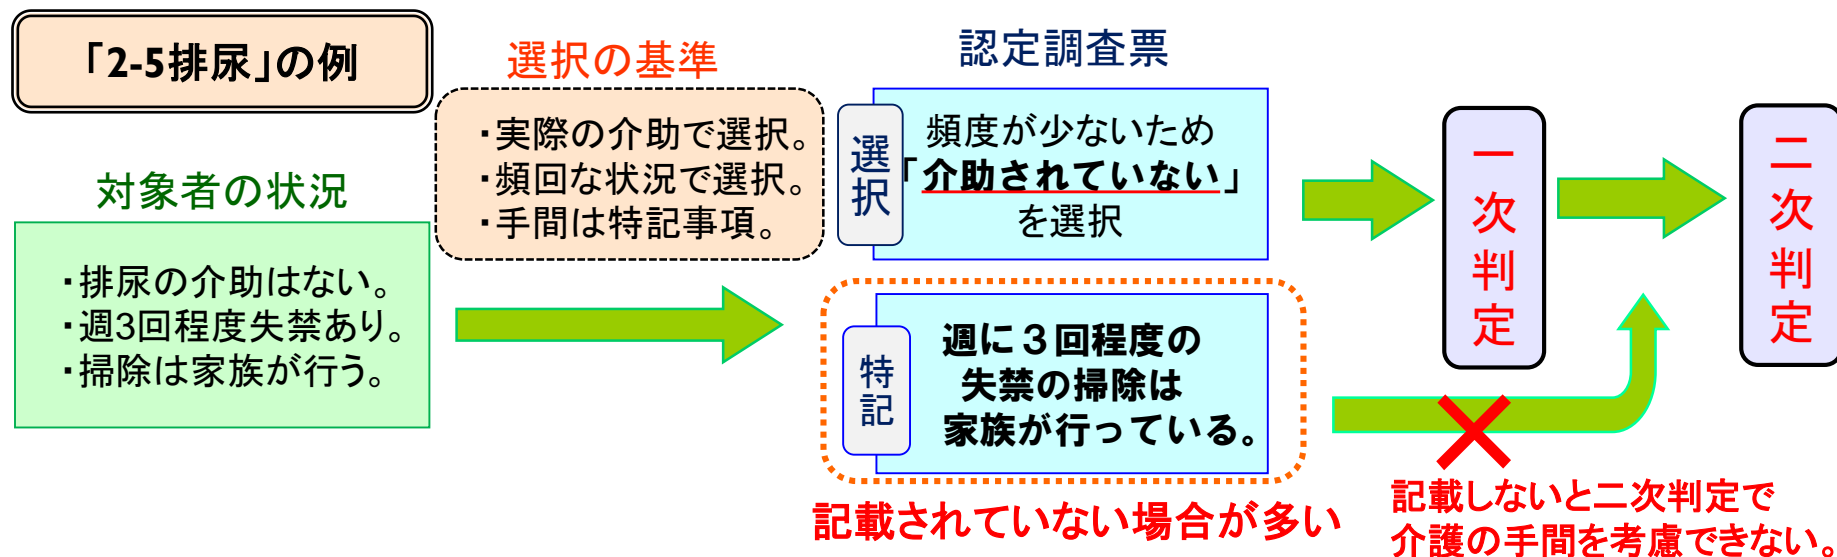 「2-5排尿」の例
対象者の状況
・排尿の介助はない。
・週3回程度失禁あり。
・掃除は家族が行う。
選択の基準
・実際の介助で選択。
・頻回な状況で選択。
・手間は特記事項。
認定調査票
選択
頻度が少ないため
「介助されていない」
を選択
特記
週に３回程度の
失禁の掃除は
家族が行っている。
記載されていない場合が多い
一次判定
二次判定
記載しないと二次判定で
介護の手間を考慮できない。